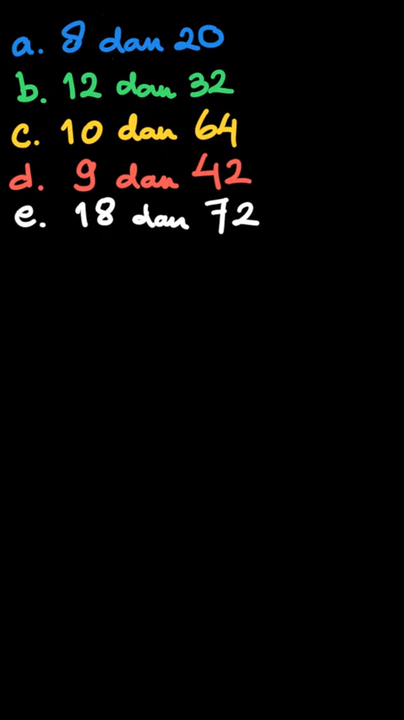 a. 8 dan 20
b. 12 dan 32
c. 10 dan 64
d. 9 dan 42
e. 18 dan 72